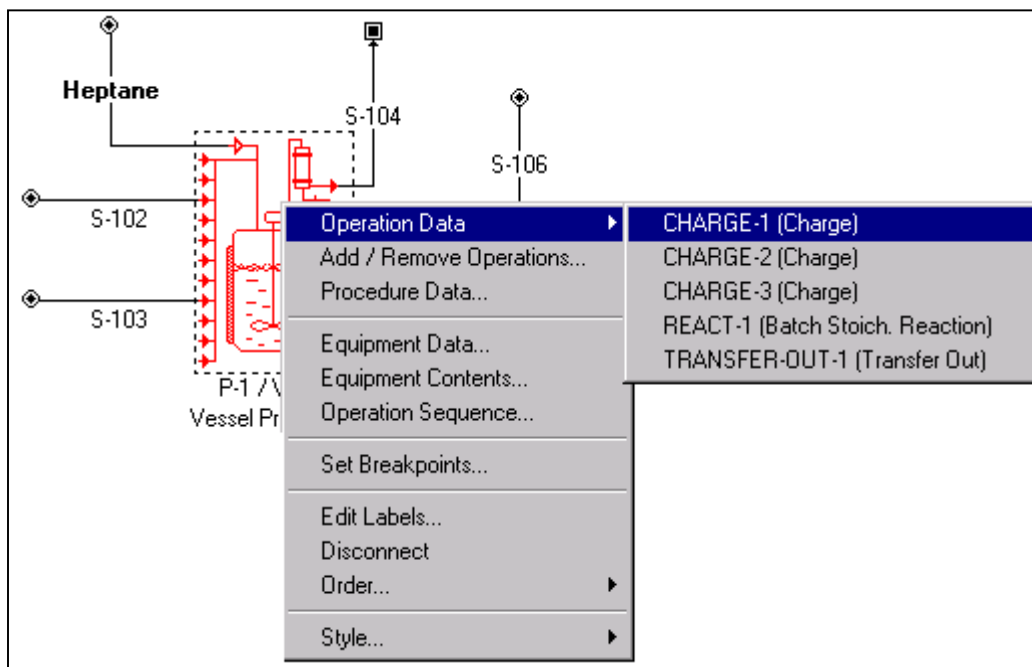 Heptane
S-104
S-106
S-102
S-103
P-1 /
Vessel
Operation Data
Add / Remove Operations...
Procedure Data...
Equipment Data...
Equipment Contents...
Operation Sequence...
Set Breakpoints...
Edit Labels...
Disconnect
Order...
Style...
CHARGE-1 (Charge)
CHARGE-2 (Charge)
CHARGE-3 (Charge)
REACT-1 (Batch Stoich. Reaction)
TRANSFER-OUT-1 (Transfer Out)